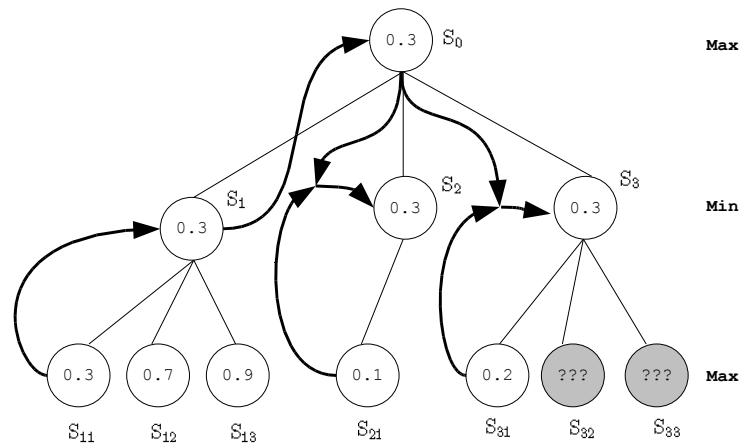 0.3 S0 Max
S1 S2 S3
0.3 0.3 0.3 Min
0.3 0.7 0.9 0.1 0.2 ??? ??? Max
S11 S12 S13 S21 S31 S32 S33